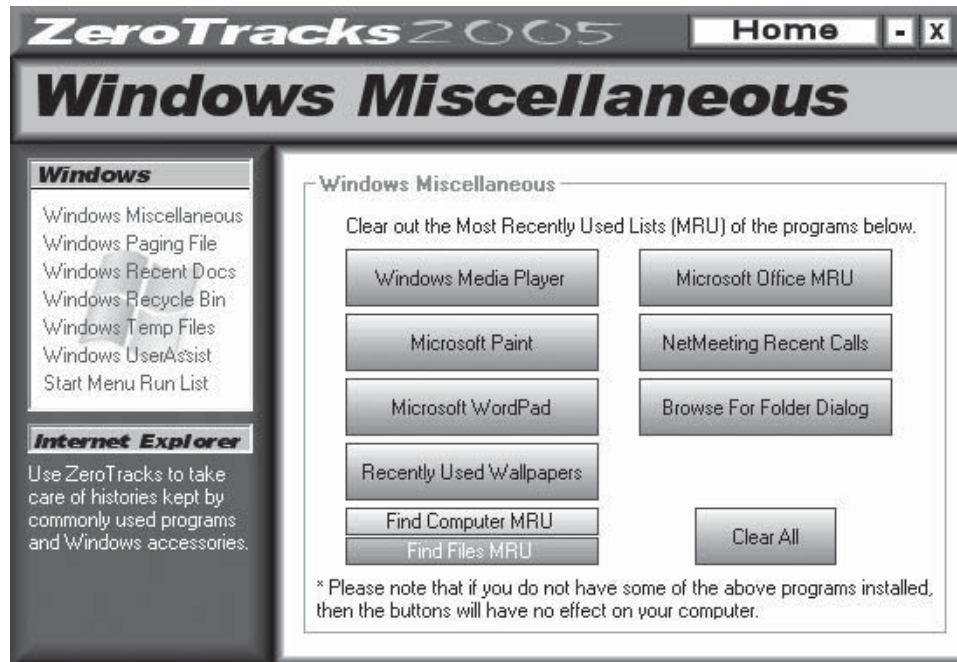 ZeroTracks2005
Home
-
X
Windows Miscellaneous
Windows
Windows Miscellaneous
Windows Paging File
Windows Recent Docs
Windows Recycle Bin
Windows Temp Files
Windows UserAssist
Start Menu Run List
Internet Explorer
Use ZeroTracks to take
care of histories kept by
commonly used programs
and Windows accessories.
Windows Miscellaneous
Clear out the Most Recently Used Lists (MRU) of the programs below.
Windows Media Player
Microsoft Office MRU
Microsoft Paint
NetMeeting Recent Calls
Microsoft WordPad
Browse For Folder Dialog
Recently Used Wallpapers
Find Computer MRU
Find Files MRU
Clear All
* Please note that if you do not have some of the above programs installed,
then the buttons will have no effect on your computer.